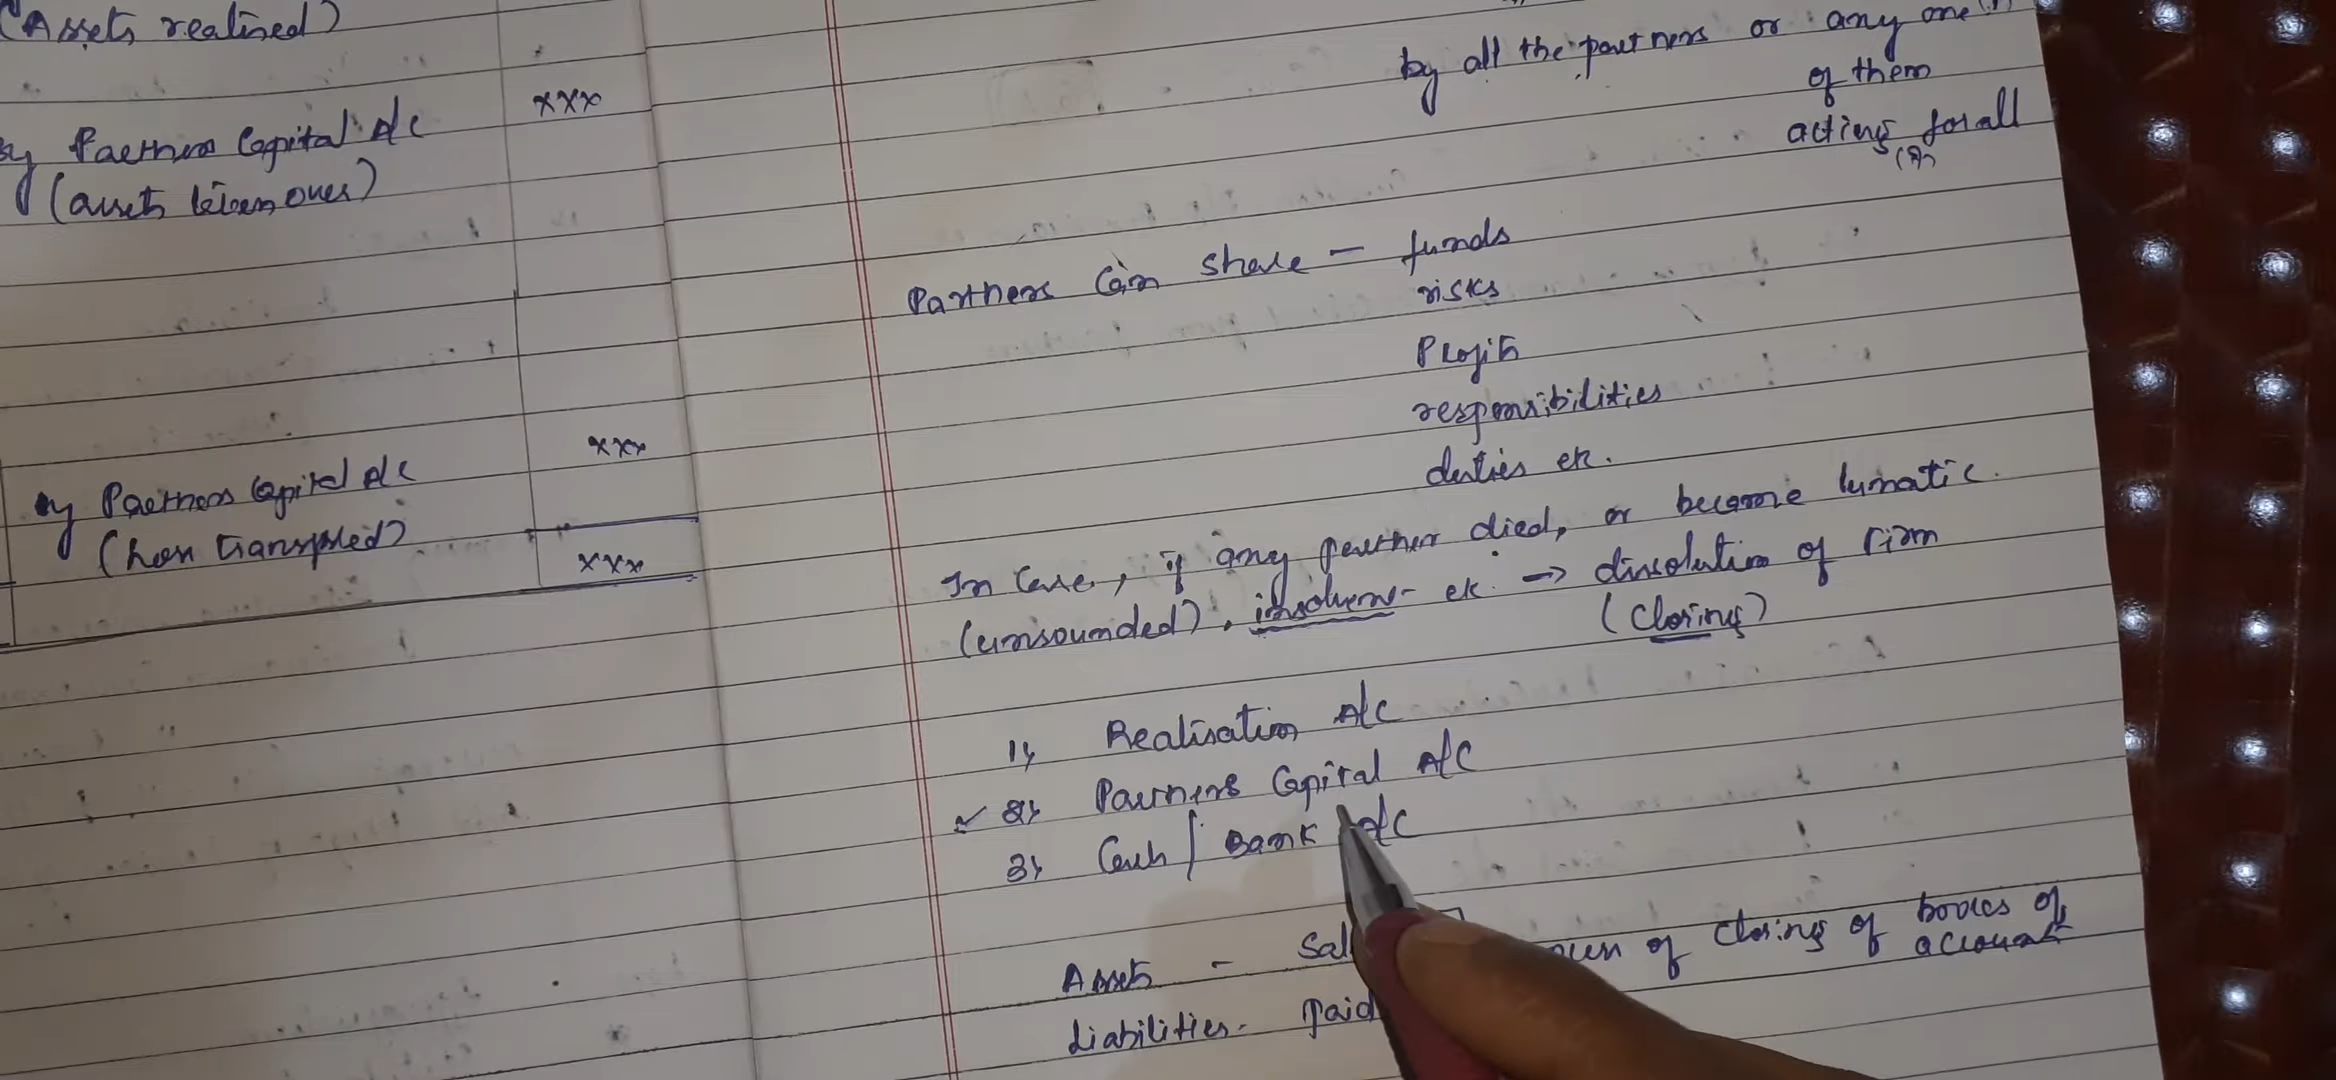 (Assets realised)
By Partners Capital A/c xxx
(assets taken over)
By Partners Capital A/c xxx
(loss transferred)
xxx
by all the partners or any one
of them
acting for all
Partners Can share – funds
risks
Profits
responsibilities
duties etc.
In Case, if any partner died, or become lunatic.
(unsounded), insolvent etc. → dissolution of Firm
(Closing)
1) Realisation A/c
✓ 2) Partners Capital A/c
3) Cash / Bank A/c
Assets - Sal
of Closing of books of
account
Liabilities - Paid